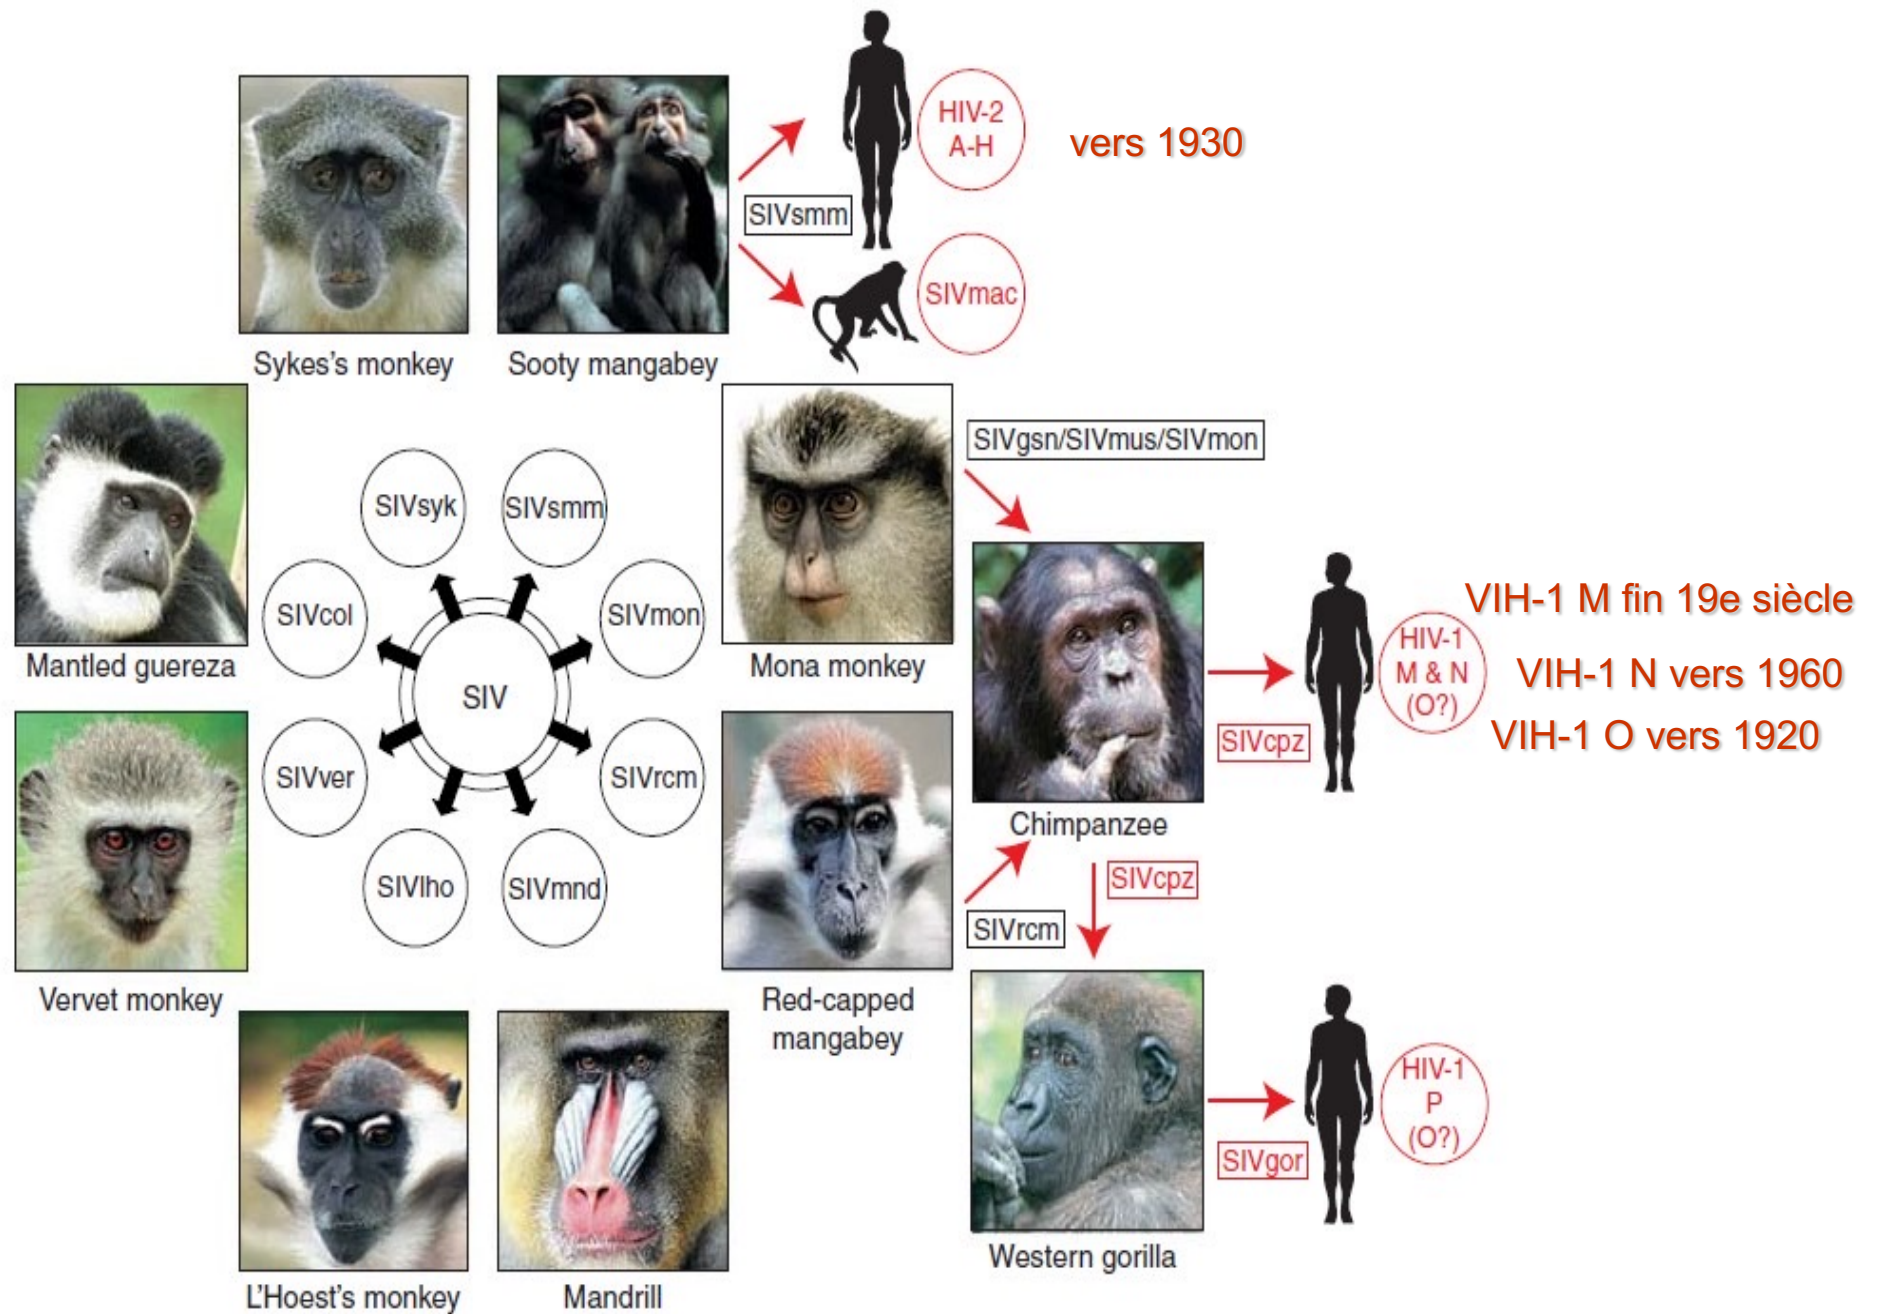 HIV-2
A-H
vers 1930
SIVsmm
SIVmac
Sykes's monkey
Sooty mangabey
SIVgsn/SIVmus/SIVmon
SIVsyk
SIVsmm
SIVcol
SIVmon
SIV
SIVver
SIVrcm
SIVlho
SIVmnd
Mantled guereza
Mona monkey
VIH-1 M fin 19e siècle
HIV-1
M & N
(O?)
VIH-1 N vers 1960
VIH-1 O vers 1920
SIVcpz
Chimpanzee
SIVcpz
SIVrcm
Vervet monkey
Red-capped
mangabey
HIV-1
P
(O?)
SIVgor
Western gorilla
L'Hoest's monkey
Mandrill